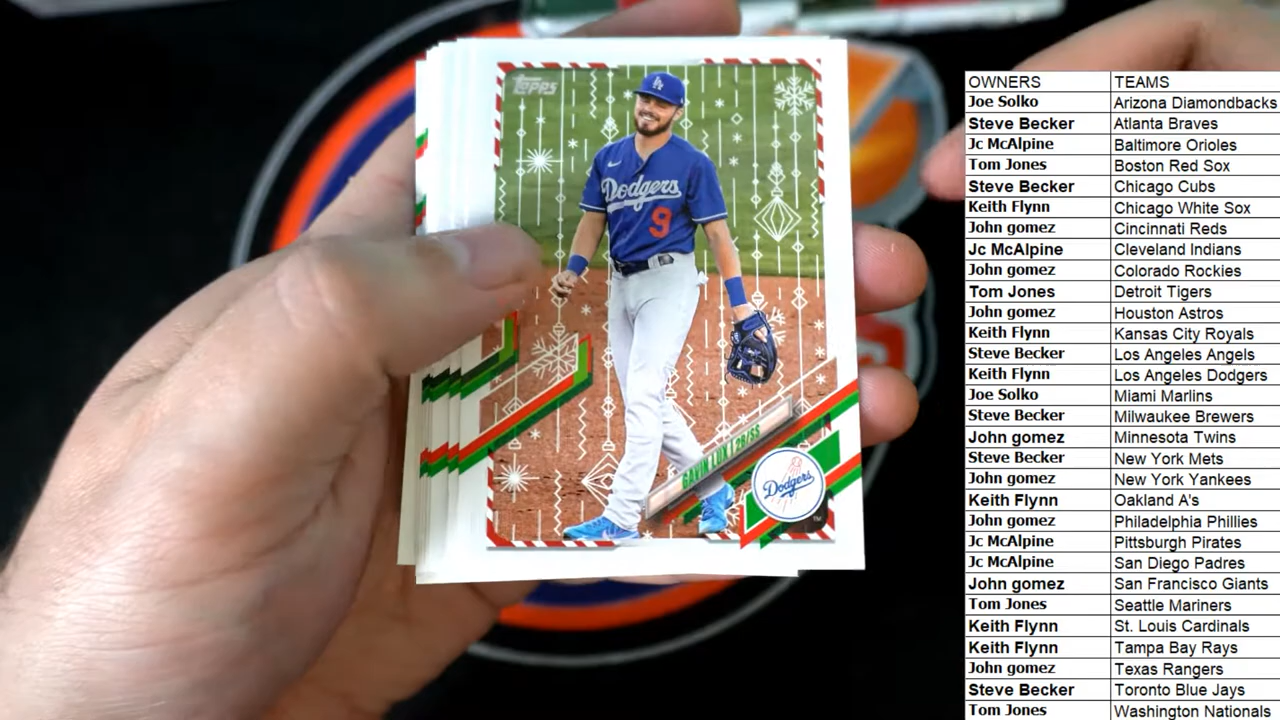 TOPPS
LA
Dodgers
9
GAVIN LUX | 2B/SS
Dodgers
TM
OWNERS TEAMS
Joe Solko Arizona Diamondbacks
Steve Becker Atlanta Braves
Jc McAlpine Baltimore Orioles
Tom Jones Boston Red Sox
Steve Becker Chicago Cubs
Keith Flynn Chicago White Sox
John gomez Cincinnati Reds
Jc McAlpine Cleveland Indians
John gomez Colorado Rockies
Tom Jones Detroit Tigers
John gomez Houston Astros
Keith Flynn Kansas City Royals
Steve Becker Los Angeles Angels
Keith Flynn Los Angeles Dodgers
Joe Solko Miami Marlins
Steve Becker Milwaukee Brewers
John gomez Minnesota Twins
Steve Becker New York Mets
John gomez New York Yankees
Keith Flynn Oakland A's
John gomez Philadelphia Phillies
Jc McAlpine Pittsburgh Pirates
Jc McAlpine San Diego Padres
John gomez San Francisco Giants
Tom Jones Seattle Mariners
Keith Flynn St. Louis Cardinals
Keith Flynn Tampa Bay Rays
John gomez Texas Rangers
Steve Becker Toronto Blue Jays
Tom Jones Washington Nationals